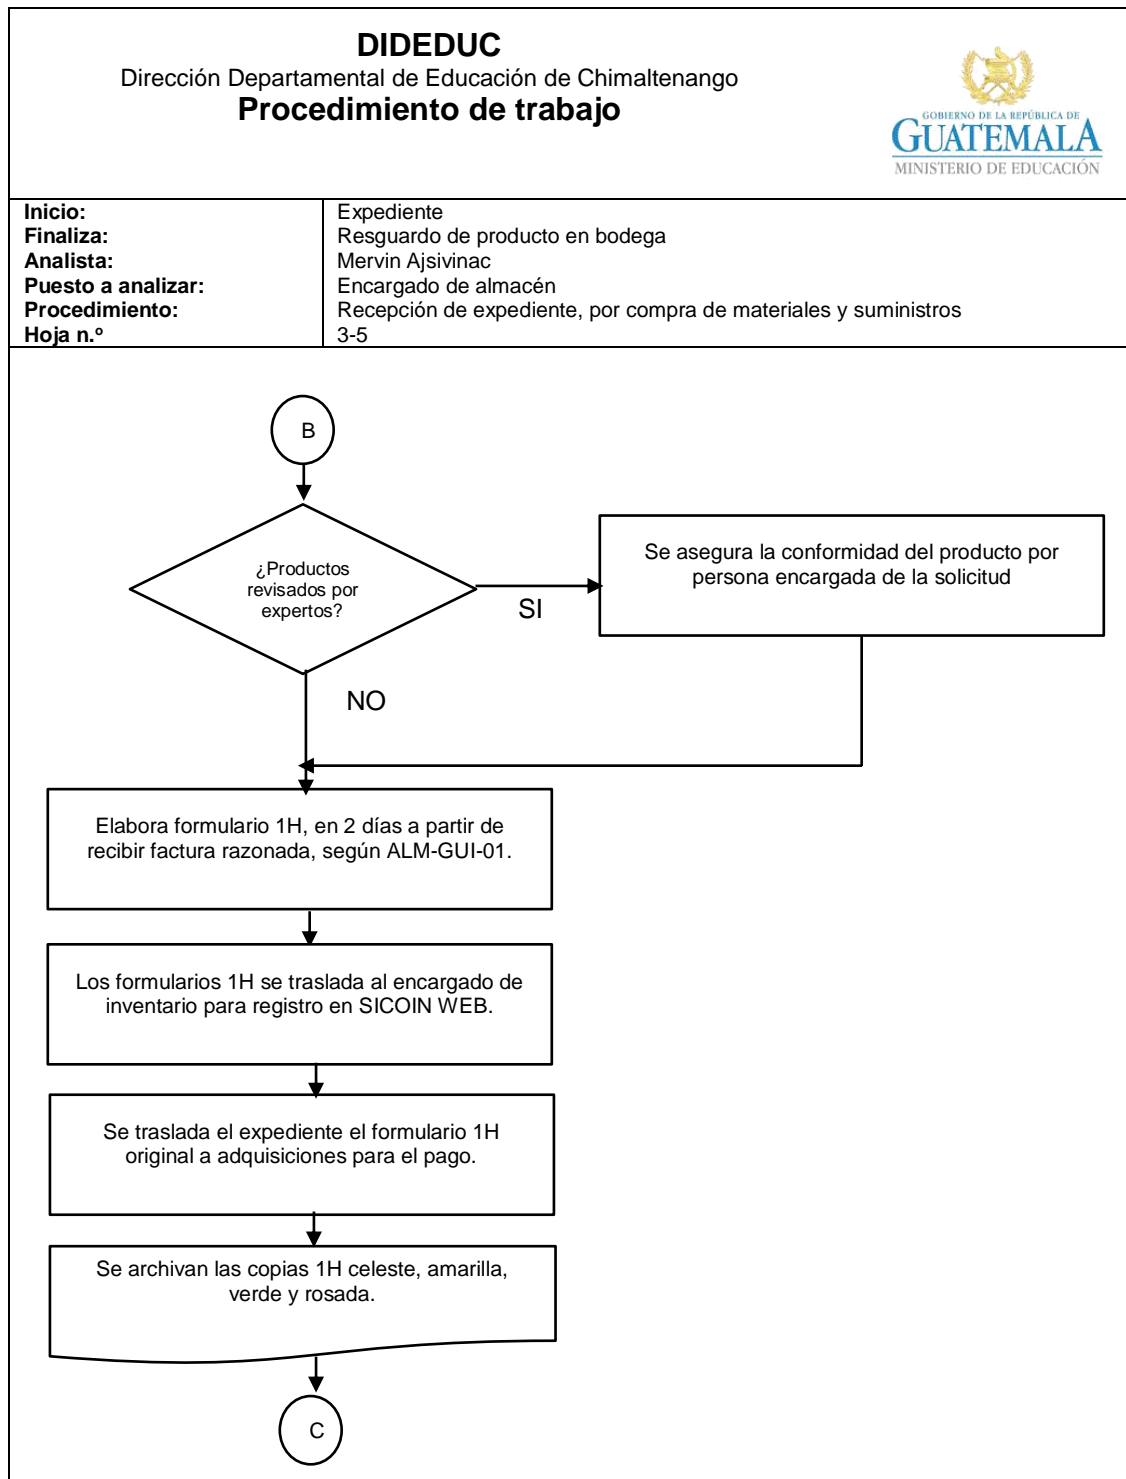 DIDEDUC
Dirección Departamental de Educación de Chimaltenango
Procedimiento de trabajo
GOBIERNO DE LA REPÚBLICA DE
GUATEMALA
MINISTERIO DE EDUCACIÓN
Inicio: Expediente
Finaliza: Resguardo de producto en bodega
Analista: Mervin Ajsivinac
Puesto a analizar: Encargado de almacén
Procedimiento: Recepción de expediente, por compra de materiales y suministros
Hoja n.º 3-5
B
¿Productos
revisados por
expertos?
SI
Se asegura la conformidad del producto por
persona encargada de la solicitud
NO
Elabora formulario 1H, en 2 días a partir de
recibir factura razonada, según ALM-GUI-01.
Los formularios 1H se traslada al encargado de
inventario para registro en SICOIN WEB.
Se traslada el expediente el formulario 1H
original a adquisiciones para el pago.
Se archivan las copias 1H celeste, amarilla,
verde y rosada.
C